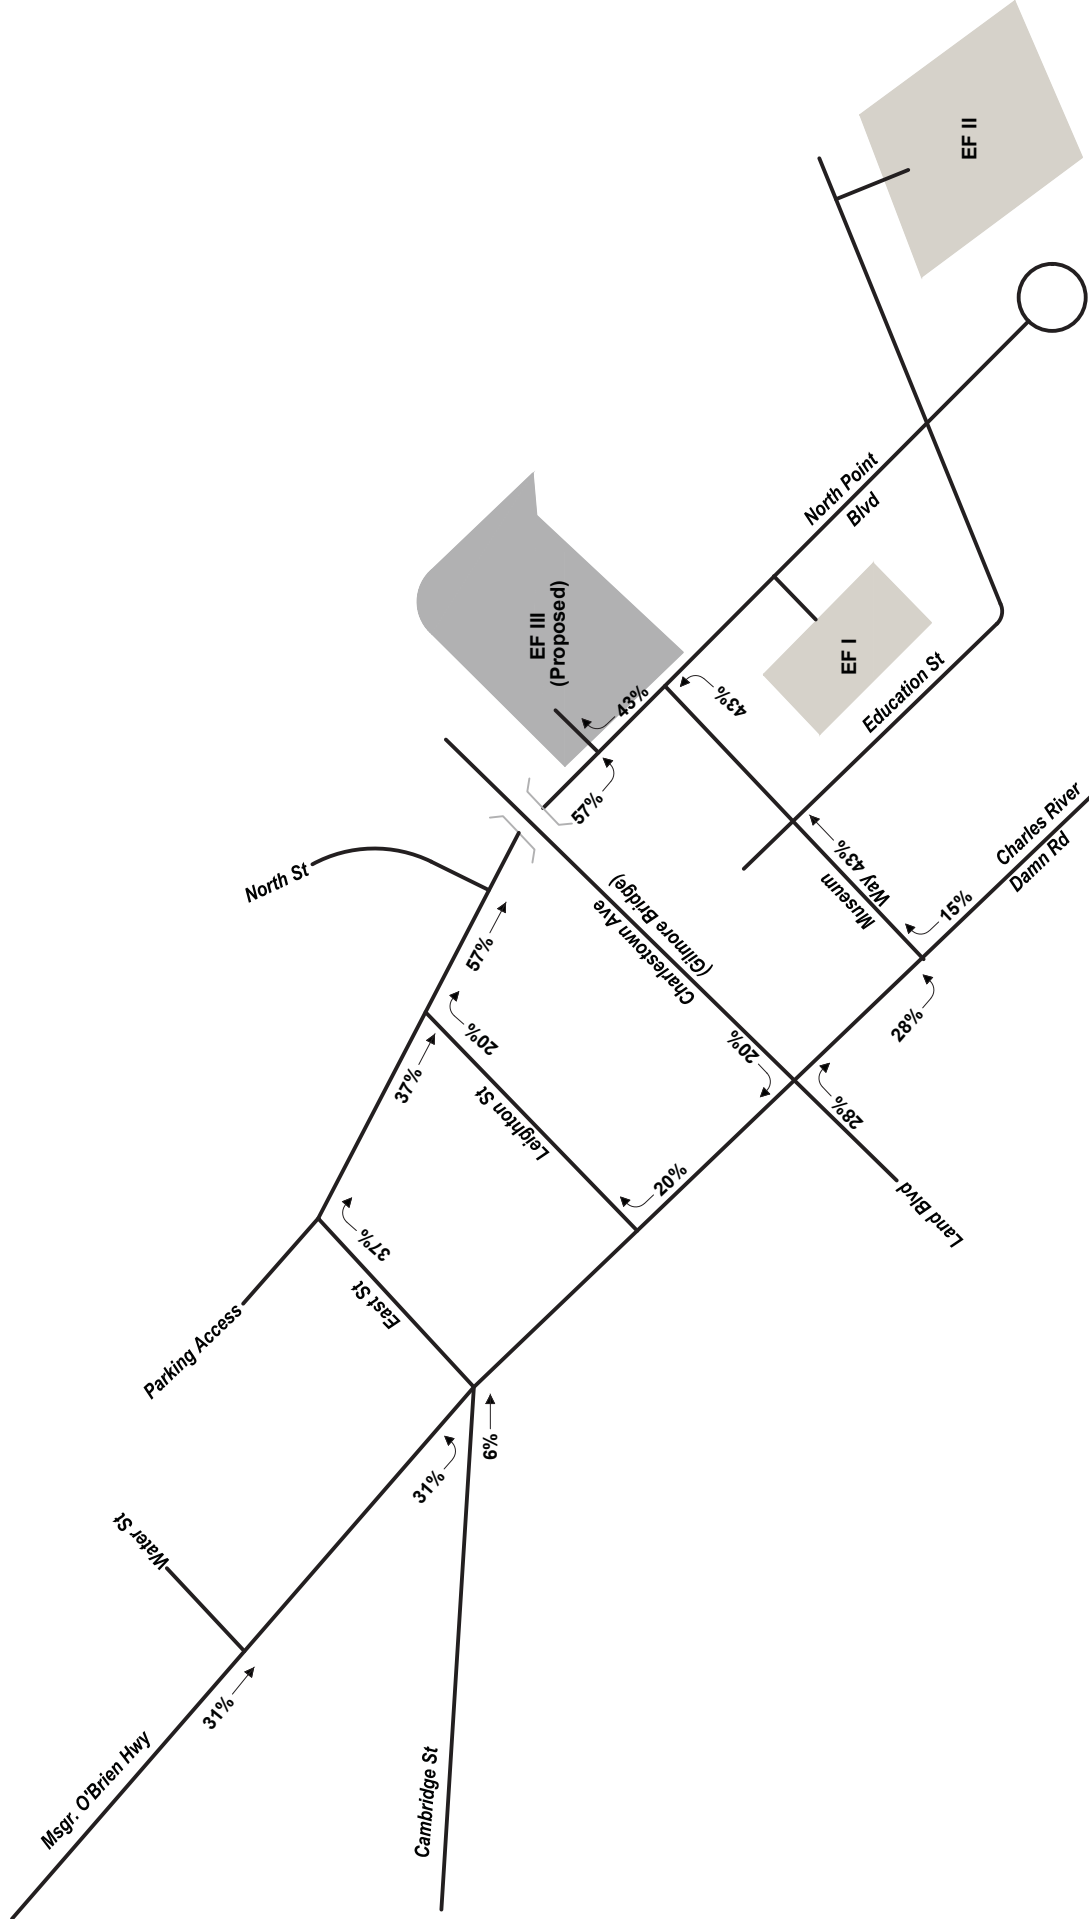 EF II
North Point
Blvd
EF III
(Proposed)
EF I
43%
43%
57%
Education St
Charles River
Damn Rd
North St
Museum
Way 43%
Charlestown Ave
(Gilmore Bridge)
15%
57%
28%
20%
37%
20%
28%
Leighton St
20%
Land Blvd
37%
East St
Parking Access
6%
31%
Water St
31%
Msgr. O'Brien Hwy
Cambridge St